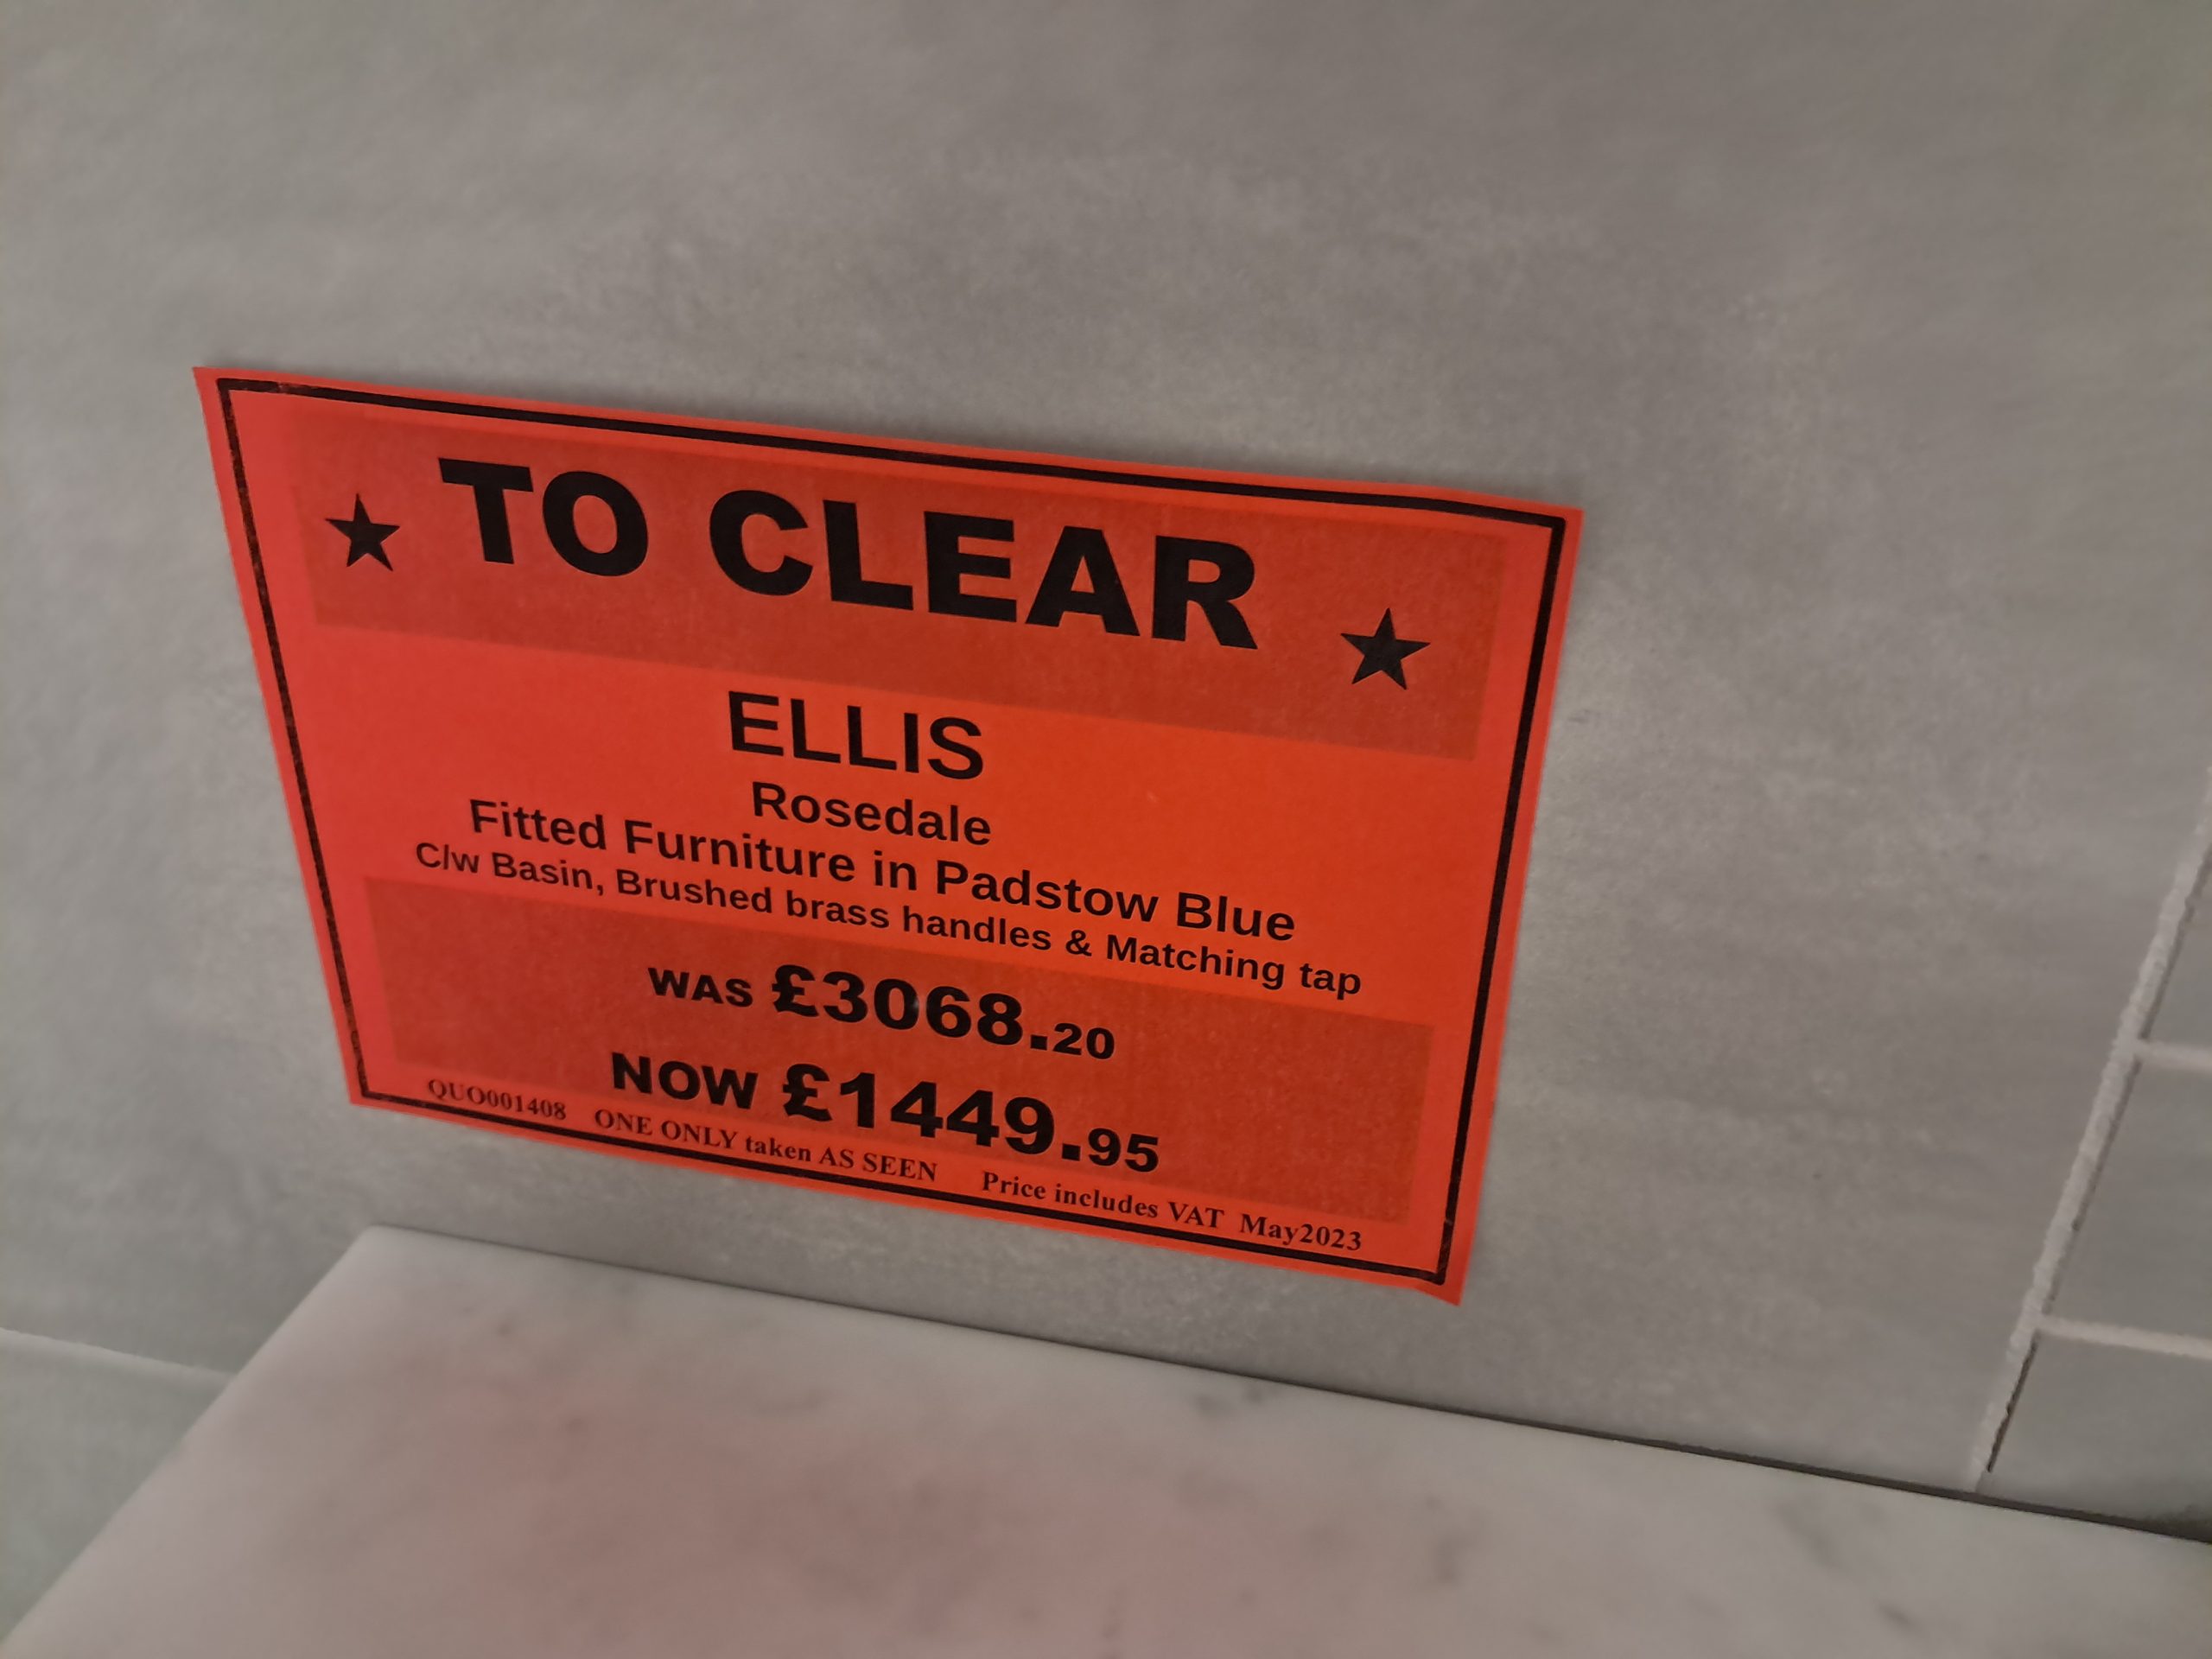 TO CLEAR
ELLIS
Rosedale
Fitted Furniture in Padstow Blue
C/w Basin, Brushed brass handles & Matching tap
WAS £3068.20
NOW £1449.95
QUO001408 ONE ONLY taken AS SEEN Price includes VAT May2023